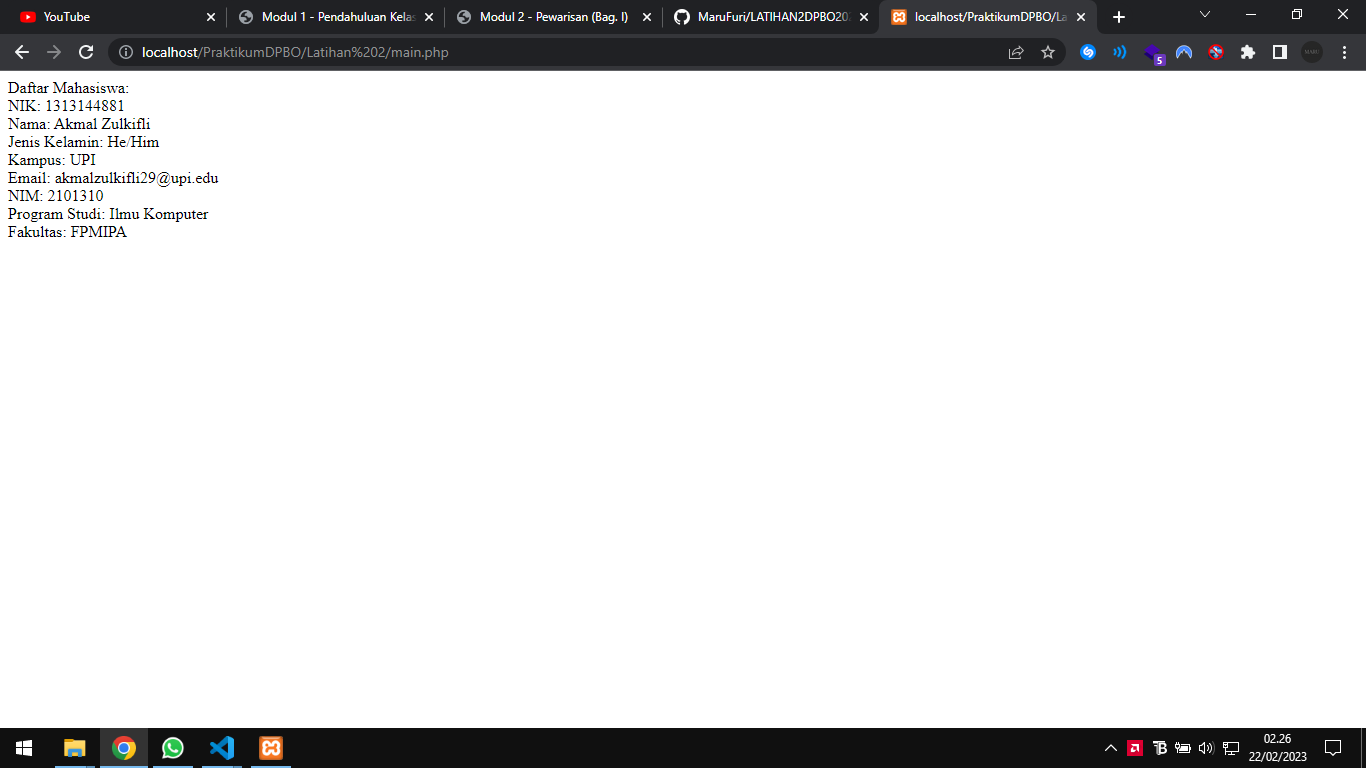 YouTube
Modul 1 - Pendahuluan Kelas
Modul 2 - Pewarisan (Bag. I)
MaruFuri/LATIHAN2DPBO202
localhost/PraktikumDPBO/La
localhost/PraktikumDPBO/Latihan%202/main.php
5
Daftar Mahasiswa:
NIK: 1313144881
Nama: Akmal Zulkifli
Jenis Kelamin: He/Him
Kampus: UPI
Email: akmalzulkifli29@upi.edu
NIM: 2101310
Program Studi: Ilmu Komputer
Fakultas: FPMIPA
02.26
22/02/2023